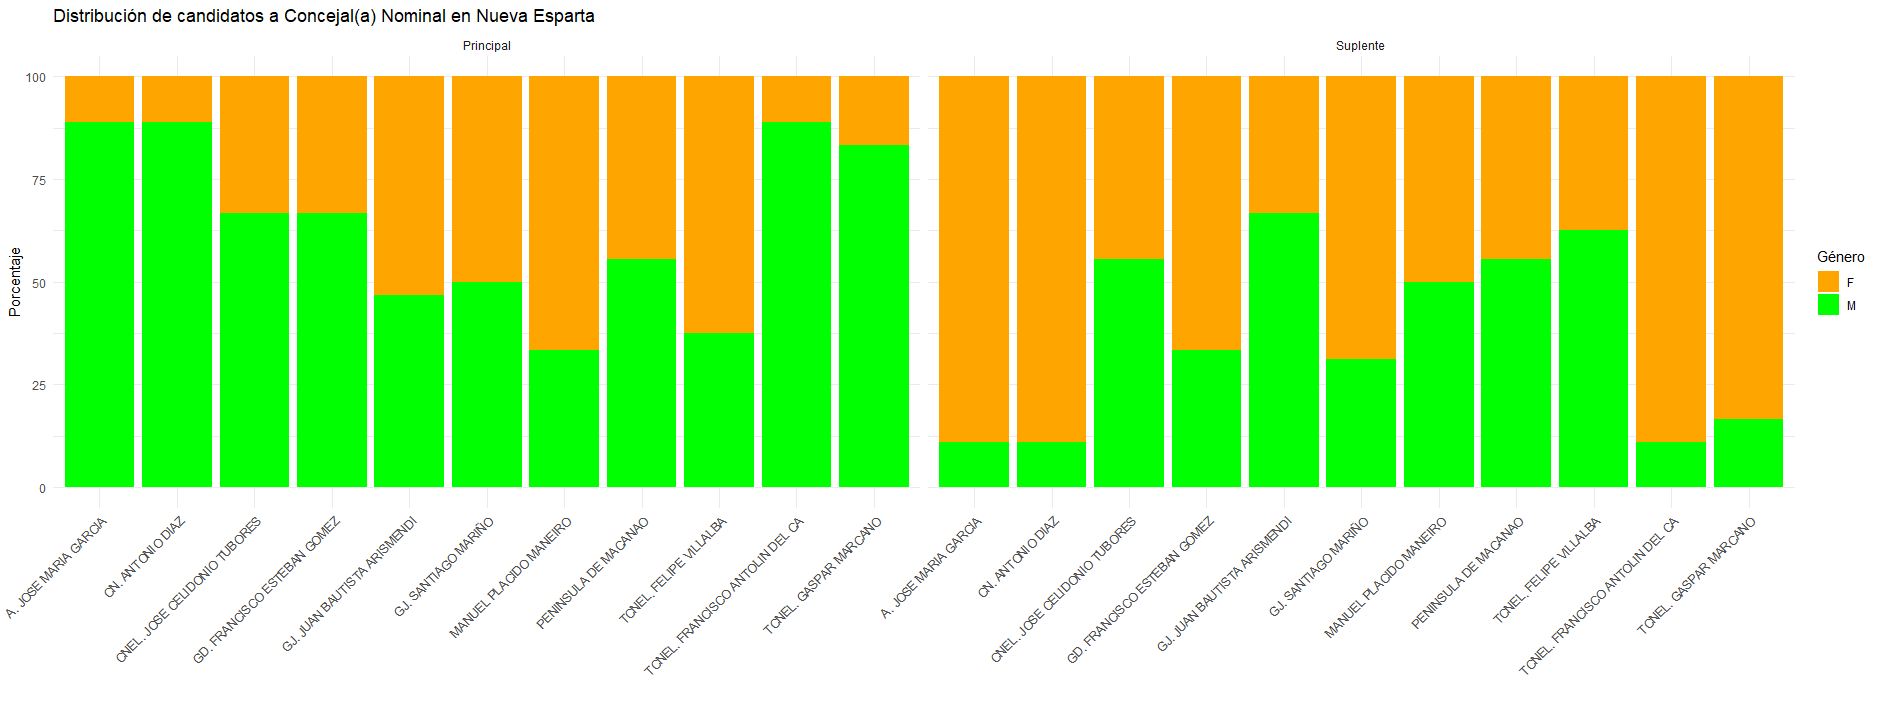 Distribución de candidatos a Concejal(a) Nominal en Nueva Esparta
Principal
Suplente
Porcentaje
100
75
50
25
0
A. JOSE MARIA GARCIA
CN. ANTONIO DIAZ
CNEL. JOSE CELIDONIO TUBORES
GD. FRANCISCO ESTEBAN GOMEZ
GJ. JUAN BAUTISTA ARISMENDI
GJ. SANTIAGO MARIÑO
MANUEL PLACIDO MANEIRO
PENINSULA DE MACANAO
TCNEL. FELIPE VILLALBA
TCNEL. FRANCISCO ANTOLIN DEL CA
TCNEL. GASPAR MARCANO
A. JOSE MARIA GARCIA
CN. ANTONIO DIAZ
CNEL. JOSE CELIDONIO TUBORES
GD. FRANCISCO ESTEBAN GOMEZ
GJ. JUAN BAUTISTA ARISMENDI
GJ. SANTIAGO MARIÑO
MANUEL PLACIDO MANEIRO
PENINSULA DE MACANAO
TCNEL. FELIPE VILLALBA
TCNEL. FRANCISCO ANTOLIN DEL CA
TCNEL. GASPAR MARCANO
Género
F
M